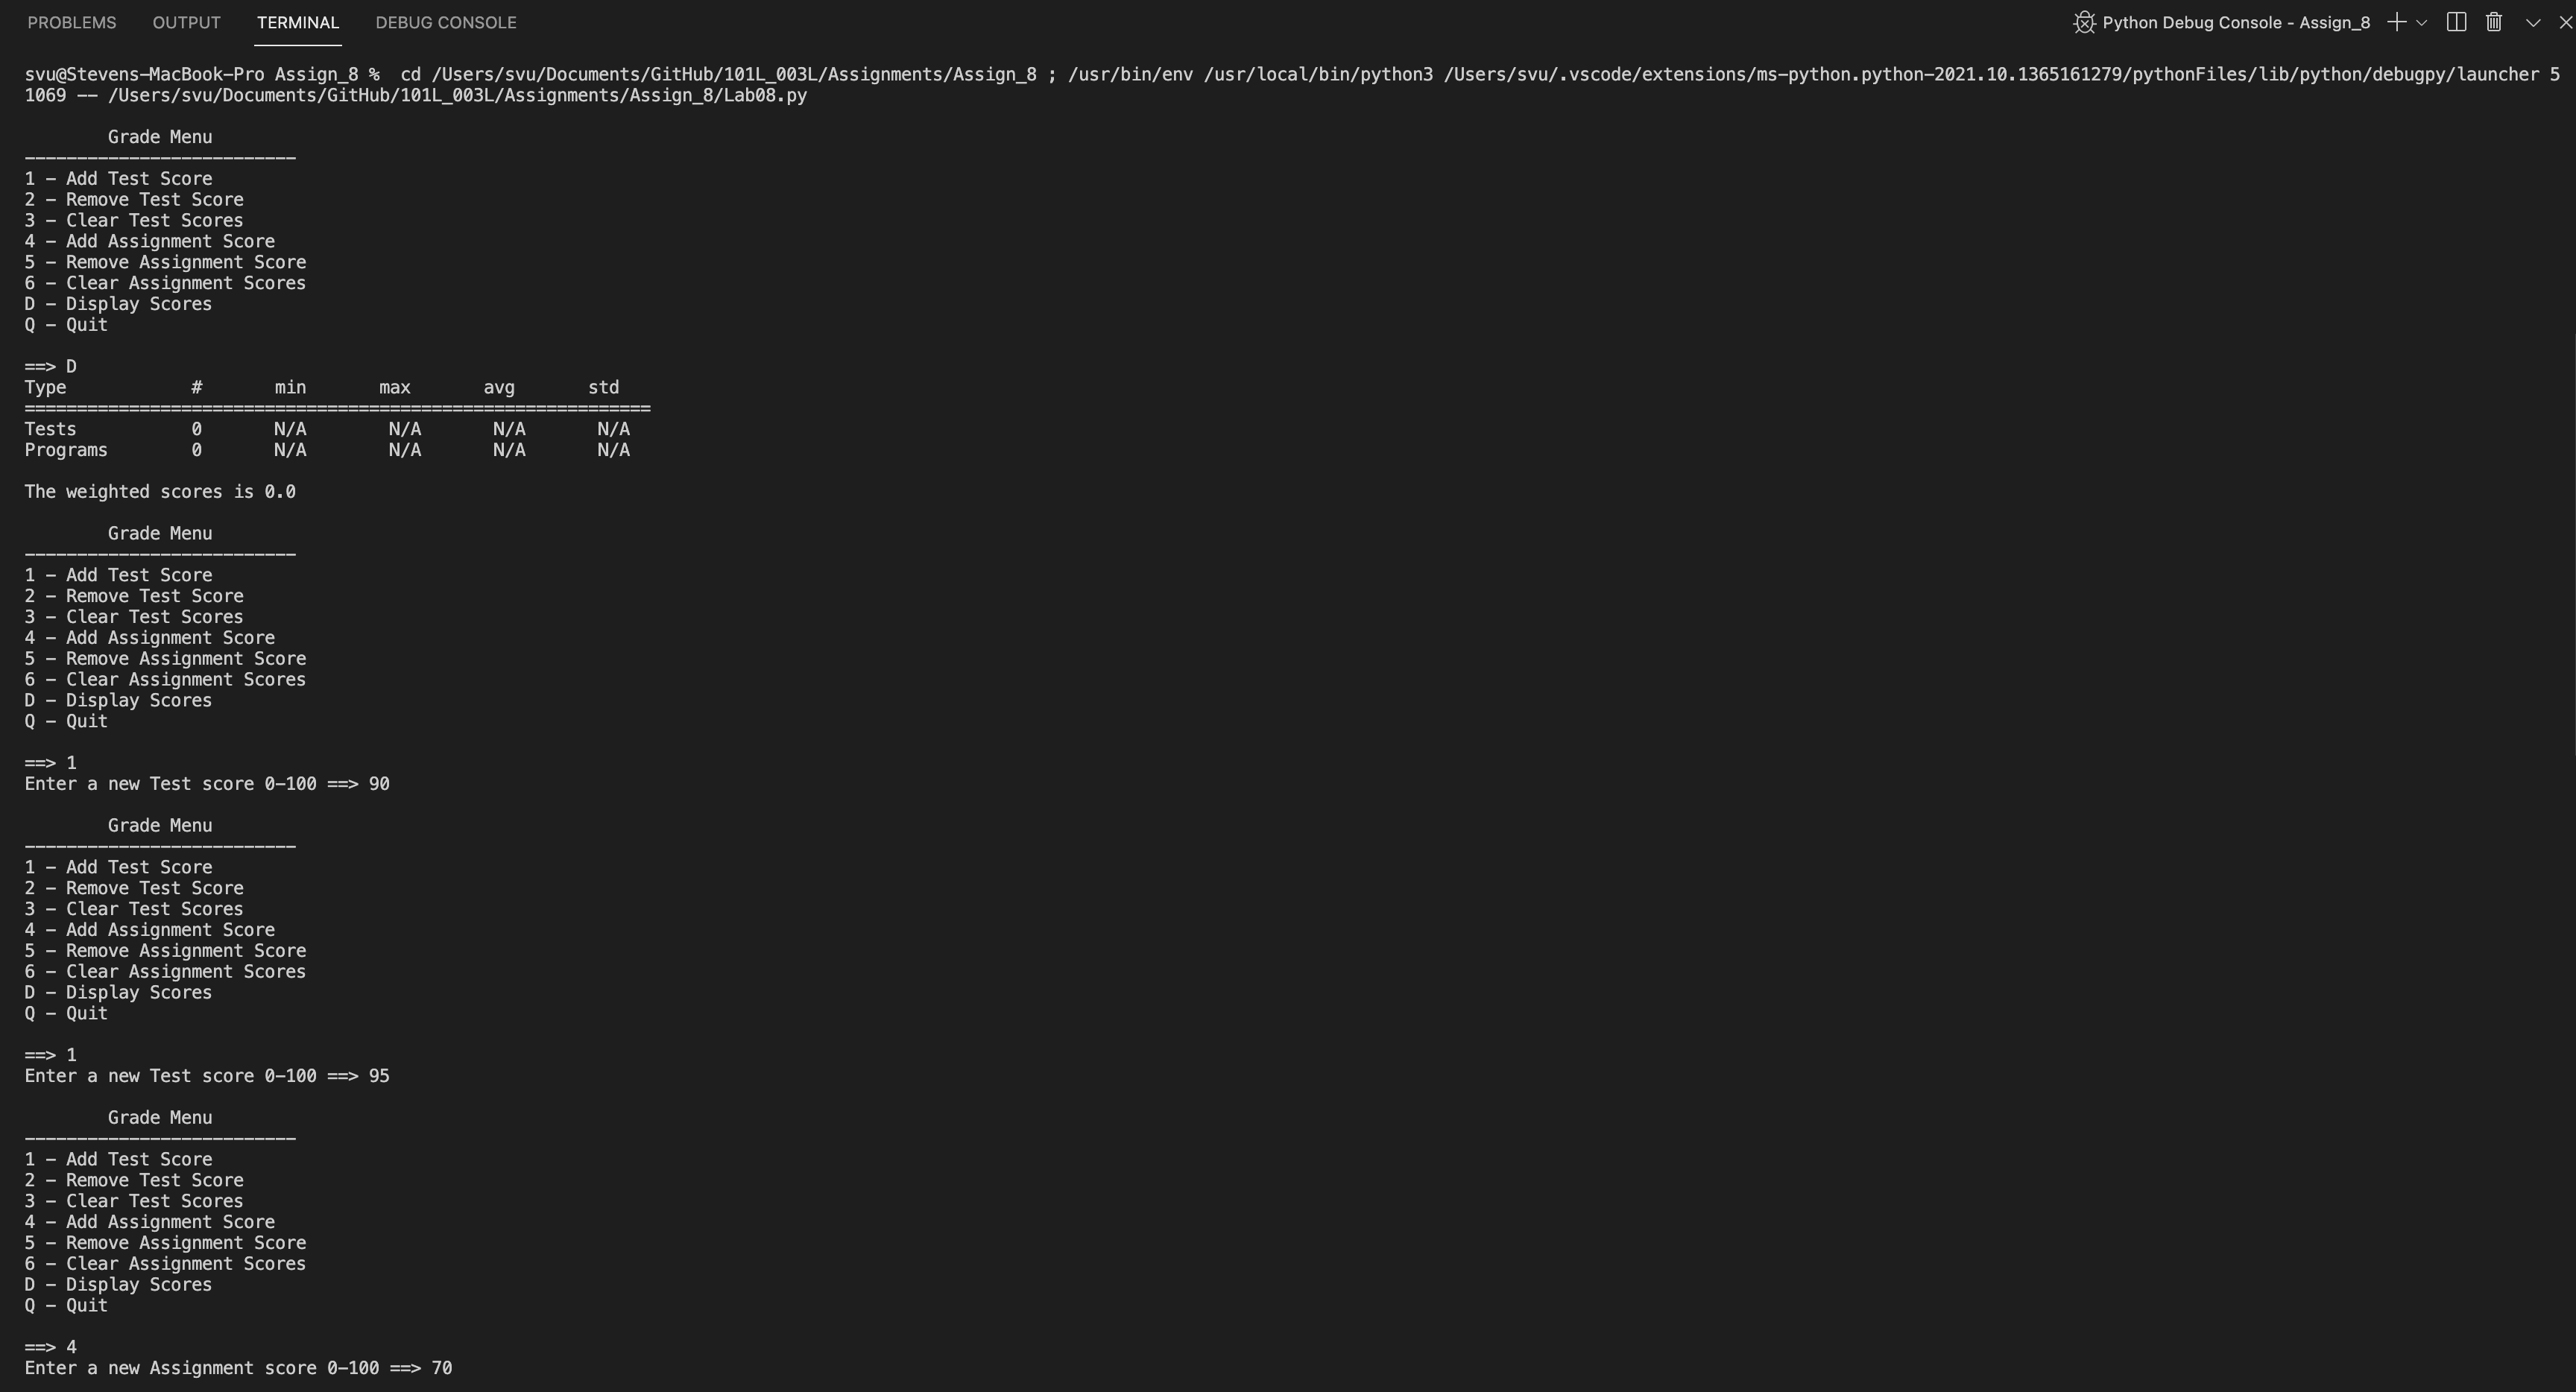 PROBLEMS OUTPUT TERMINAL DEBUG CONSOLE Python Debug Console - Assign_8
svu@Stevens-MacBook-Pro Assign_8 %  cd /Users/svu/Documents/GitHub/101L_003L/Assignments/Assign_8 ; /usr/bin/env /usr/local/bin/python3 /Users/svu/.vscode/extensions/ms-python.python-2021.10.1365161279/pythonFiles/lib/python/debugpy/launcher 5
1069 -- /Users/svu/Documents/GitHub/101L_003L/Assignments/Assign_8/Lab08.py
        Grade Menu
--------------------------
1 - Add Test Score
2 - Remove Test Score
3 - Clear Test Scores
4 - Add Assignment Score
5 - Remove Assignment Score
6 - Clear Assignment Scores
D - Display Scores
Q - Quit
==> D
Type            #       min       max       avg       std
============================================================
Tests           0       N/A        N/A       N/A       N/A
Programs        0       N/A        N/A       N/A       N/A
The weighted scores is 0.0
        Grade Menu
--------------------------
1 - Add Test Score
2 - Remove Test Score
3 - Clear Test Scores
4 - Add Assignment Score
5 - Remove Assignment Score
6 - Clear Assignment Scores
D - Display Scores
Q - Quit
==> 1
Enter a new Test score 0-100 ==> 90
        Grade Menu
--------------------------
1 - Add Test Score
2 - Remove Test Score
3 - Clear Test Scores
4 - Add Assignment Score
5 - Remove Assignment Score
6 - Clear Assignment Scores
D - Display Scores
Q - Quit
==> 1
Enter a new Test score 0-100 ==> 95
        Grade Menu
--------------------------
1 - Add Test Score
2 - Remove Test Score
3 - Clear Test Scores
4 - Add Assignment Score
5 - Remove Assignment Score
6 - Clear Assignment Scores
D - Display Scores
Q - Quit
==> 4
Enter a new Assignment score 0-100 ==> 70